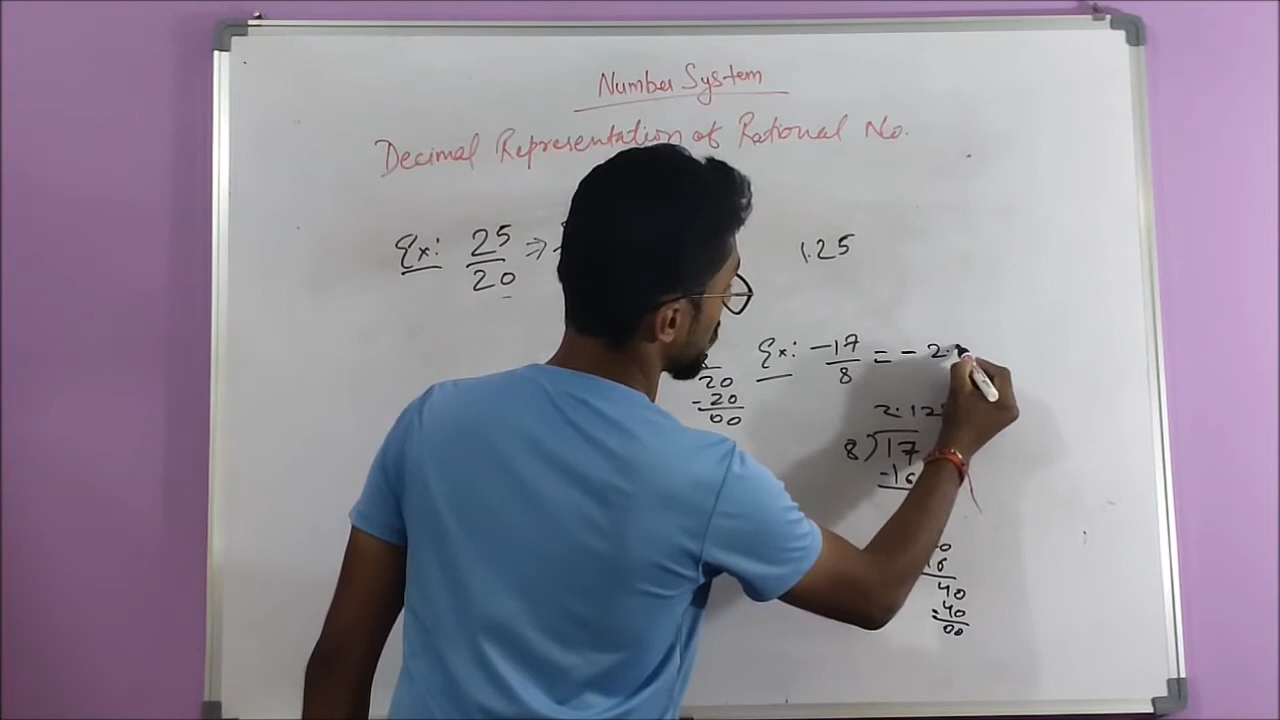 Number System
Decimal Representation of Rational No.
Ex: 25/20 ⇒ 1.25
Ex: -17/8 = - 2.
20
-20
00
2.12
8)17
-16
40
-40
00